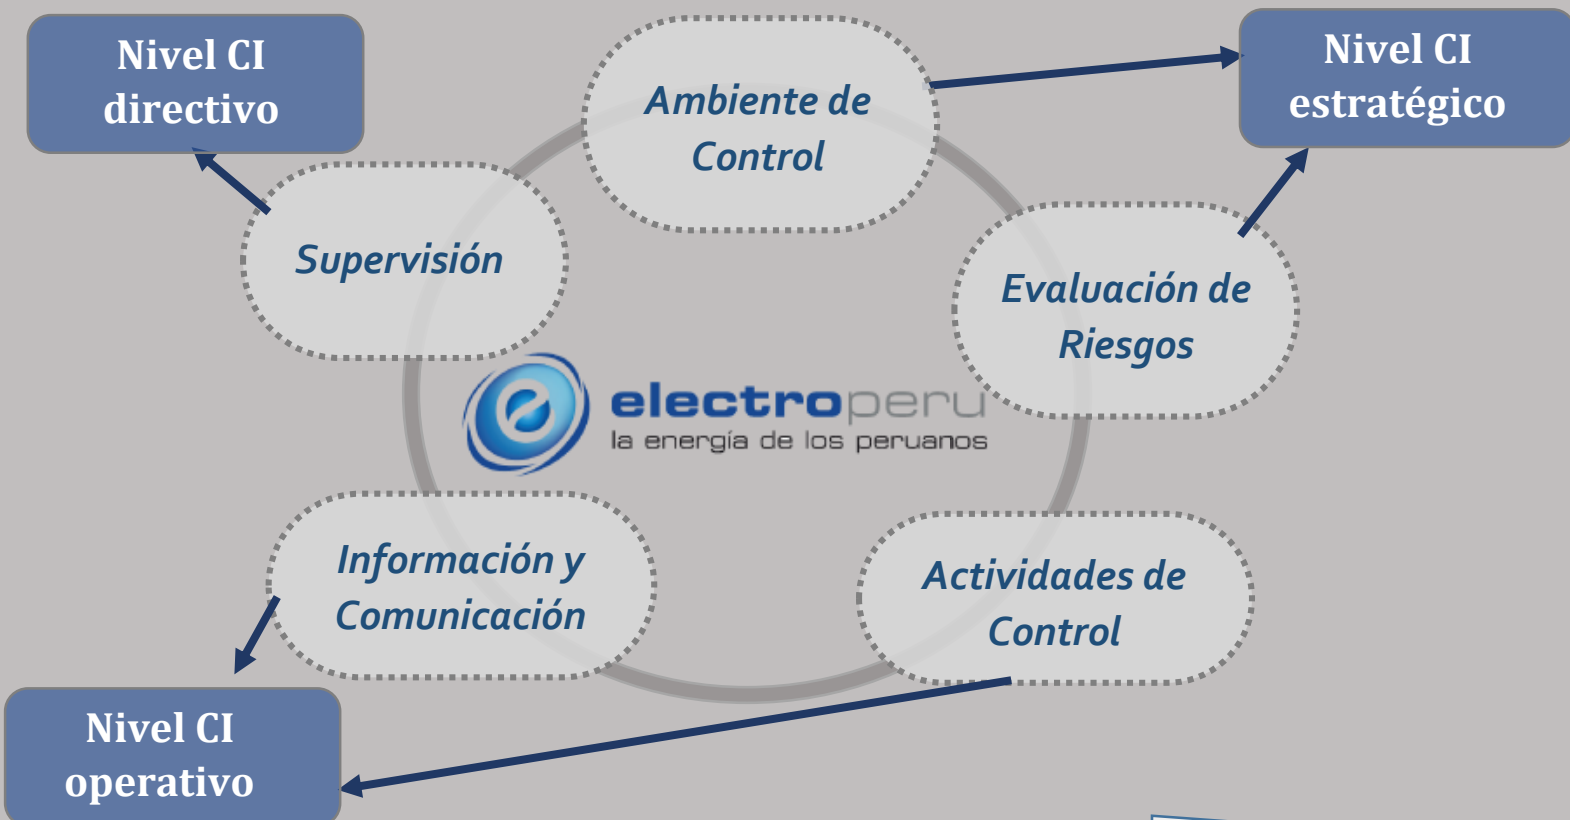 Nivel CI
directivo
Ambiente de
Control
Nivel CI
estratégico
Supervisión
Evaluación de
Riesgos
electroperu
la energía de los peruanos
Información y
Comunicación
Actividades de
Control
Nivel CI
operativo